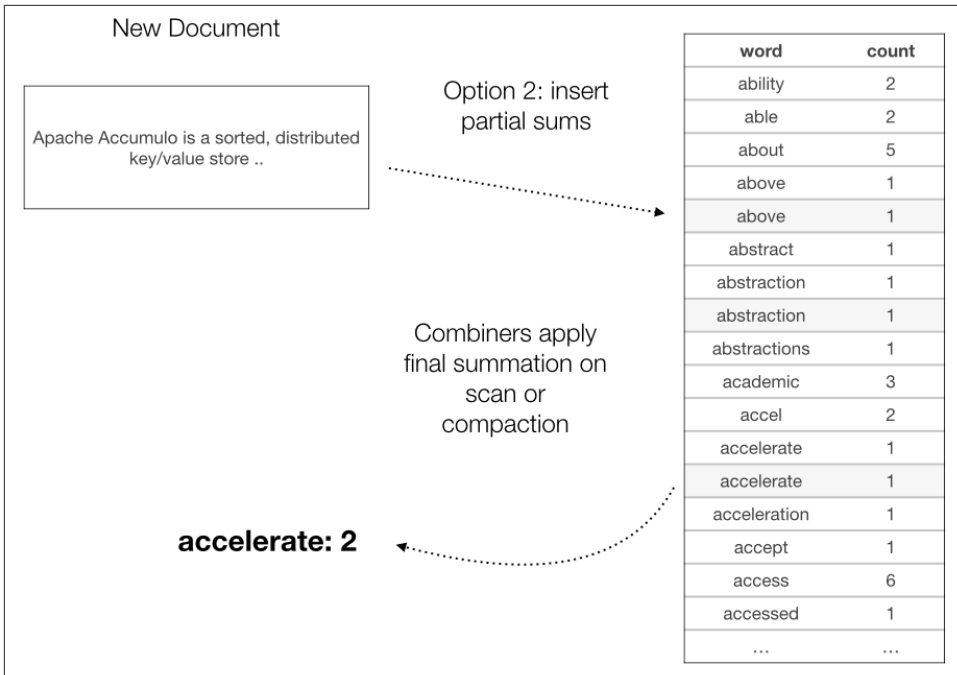 New Document
Apache Accumulo is a sorted, distributed
key/value store ..
Option 2: insert
partial sums
Combiners apply
final summation on
scan or
compaction
accelerate: 2
word count
ability 2
able 2
about 5
above 1
above 1
abstract 1
abstraction 1
abstraction 1
abstractions 1
academic 3
accel 2
accelerate 1
accelerate 1
acceleration 1
accept 1
access 6
accessed 1
... ...